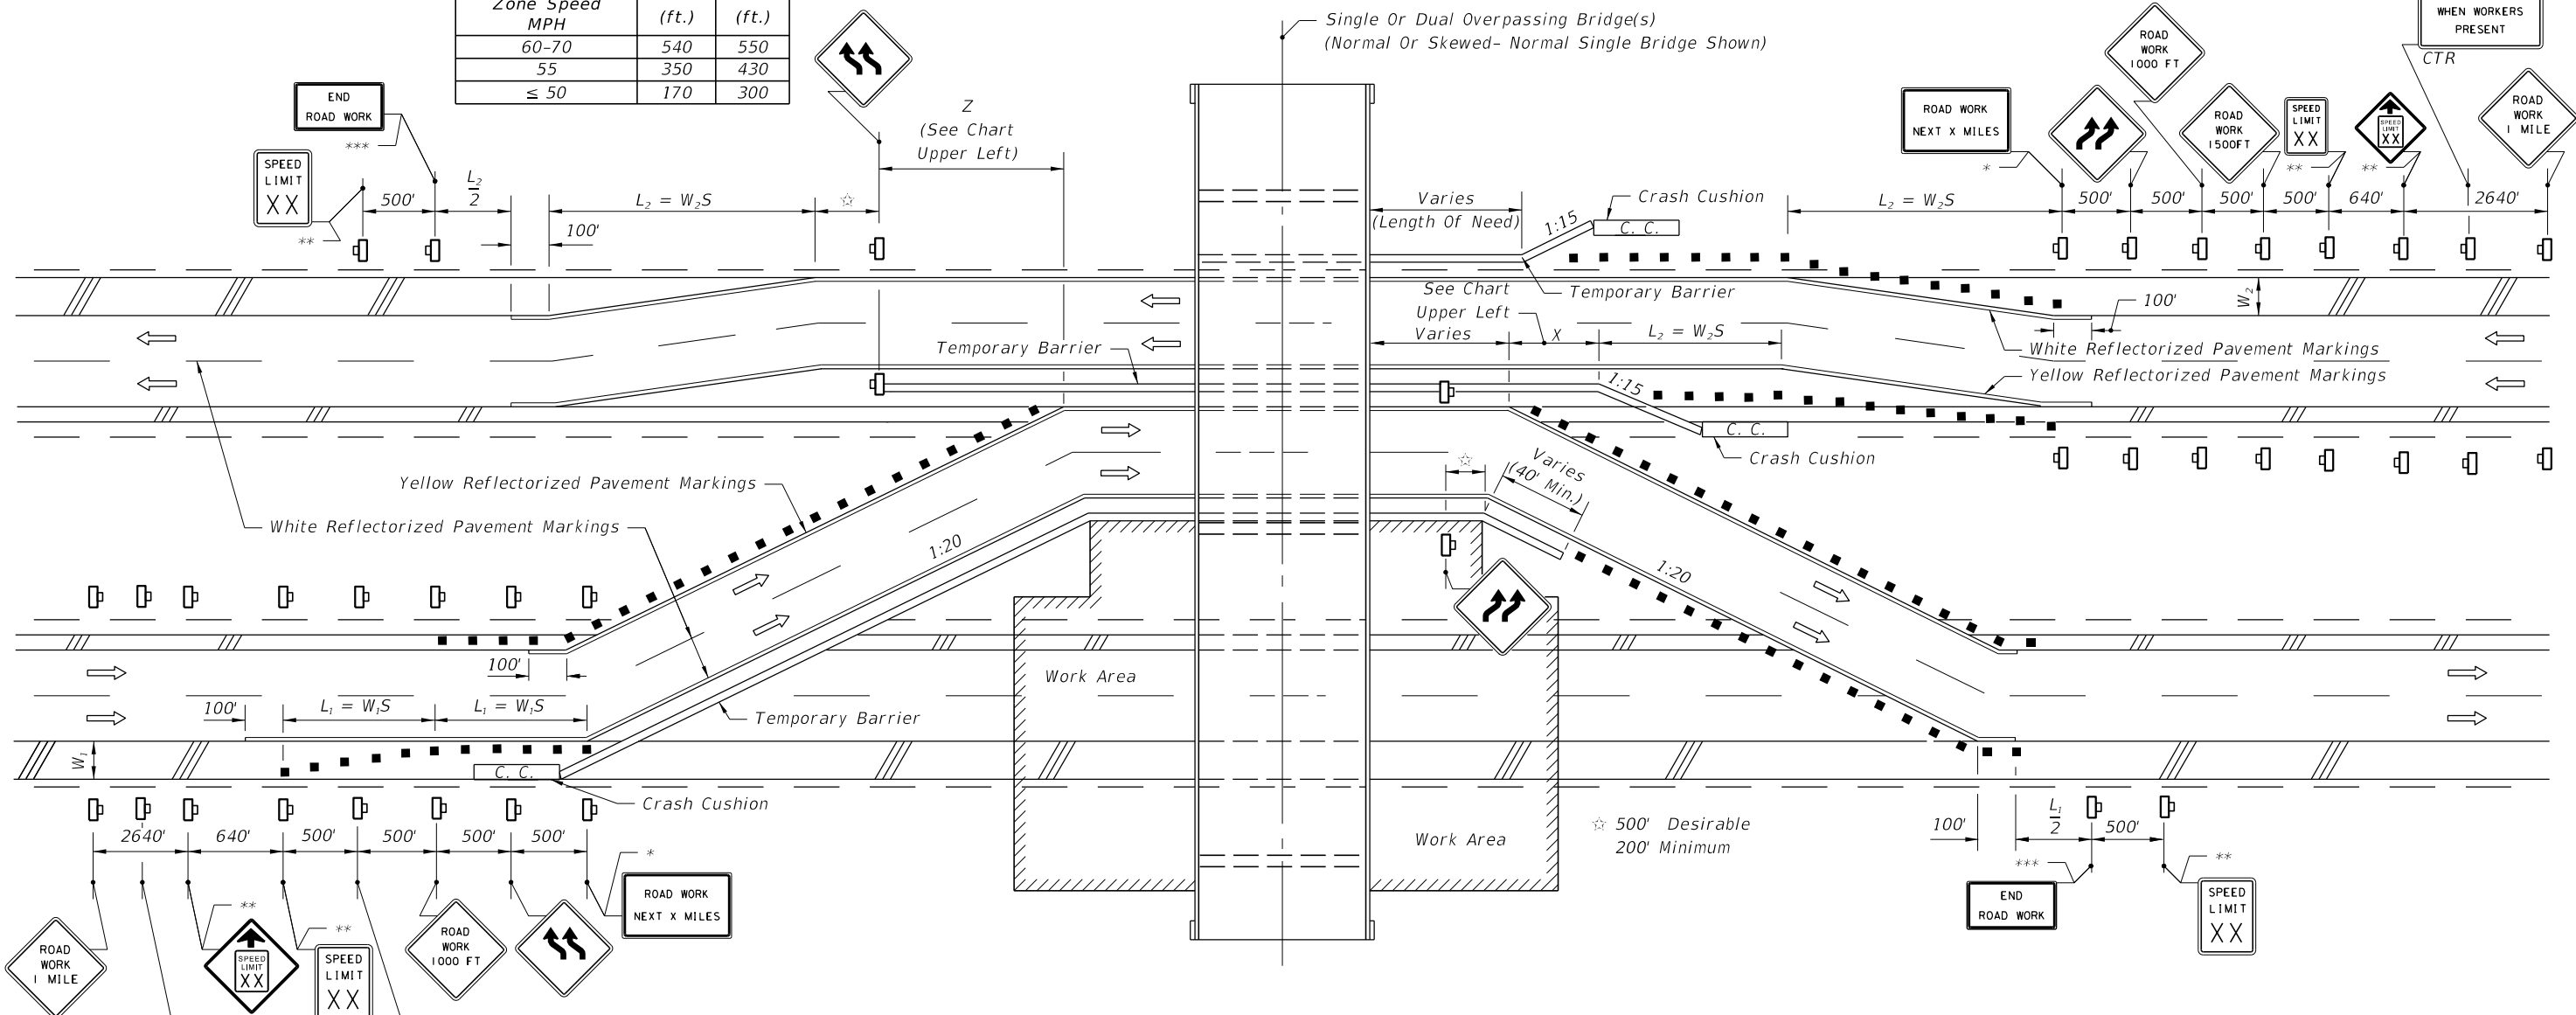 Zone Speed
MPH
(ft.)
(ft.)
60-70
540
550
55
350
430
≤ 50
170
300
Single Or Dual Overpassing Bridge(s)
(Normal Or Skewed- Normal Single Bridge Shown)
WHEN WORKERS
PRESENT
CTR
END
ROAD WORK
***
SPEED
LIMIT
XX
**
500'
L₂
2
100'
L₂ = W₂S
☆
Z
(See Chart
Upper Left)
Varies
(Length Of Need)
1:15
Crash Cushion
C. C.
L₂ = W₂S
ROAD WORK
NEXT X MILES
*
ROAD
WORK
1000 FT
ROAD
WORK
1500FT
SPEED
LIMIT
XX
**
SPEED
LIMIT
XX
**
ROAD
WORK
1 MILE
500'
500'
500'
500'
640'
2640'
See Chart
Upper Left
Varies
X
L₂ = W₂S
Temporary Barrier
W₂
100'
White Reflectorized Pavement Markings
Yellow Reflectorized Pavement Markings
Temporary Barrier
1:15
C. C.
Crash Cushion
☆
Varies
(40' Min.)
Yellow Reflectorized Pavement Markings
White Reflectorized Pavement Markings
1:20
1:20
100'
Work Area
100'
L₁ = W₁S
L₁ = W₁S
W₁
Temporary Barrier
C. C.
Crash Cushion
2640'
640'
500'
500'
500'
500'
*
ROAD WORK
NEXT X MILES
ROAD
WORK
1 MILE
**
SPEED
LIMIT
XX
**
SPEED
LIMIT
XX
ROAD
WORK
1000 FT
Work Area
☆ 500' Desirable
200' Minimum
100'
L₁
2
500'
***
END
ROAD WORK
**
SPEED
LIMIT
XX